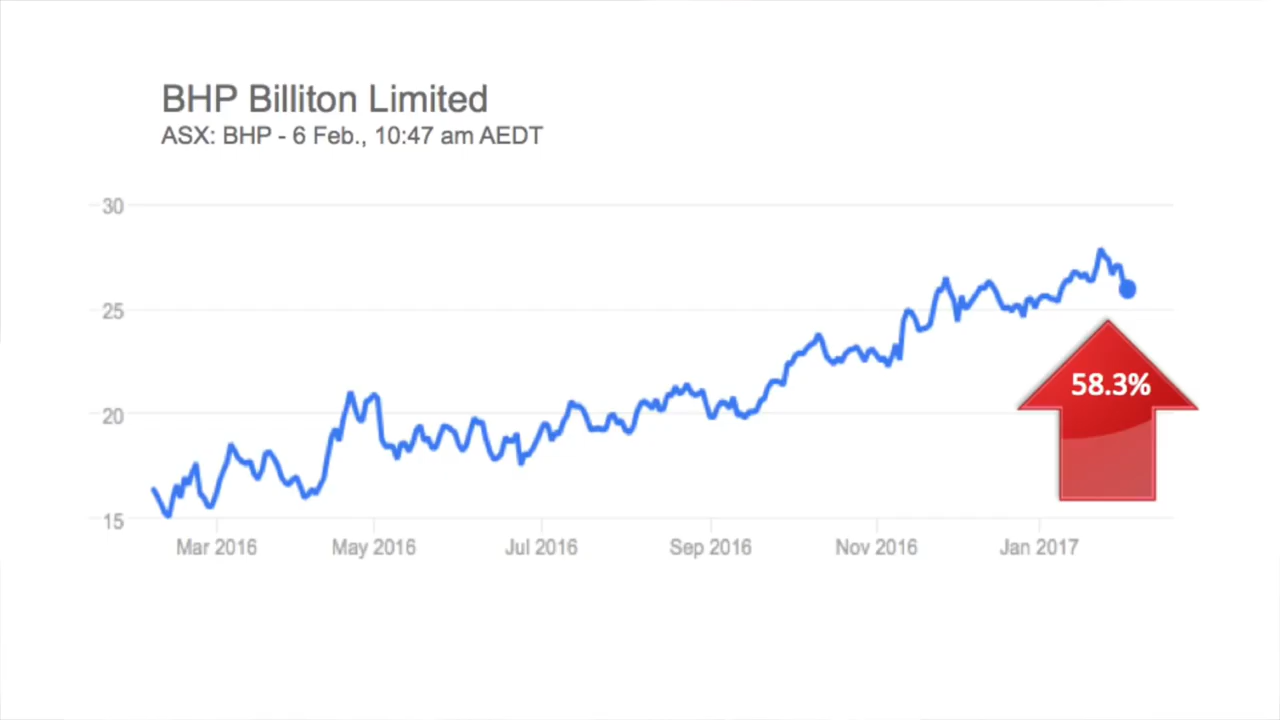 BHP Billiton Limited
ASX: BHP - 6 Feb., 10:47 am AEDT
30
25
20
15
58.3%
Mar 2016
May 2016
Jul 2016
Sep 2016
Nov 2016
Jan 2017